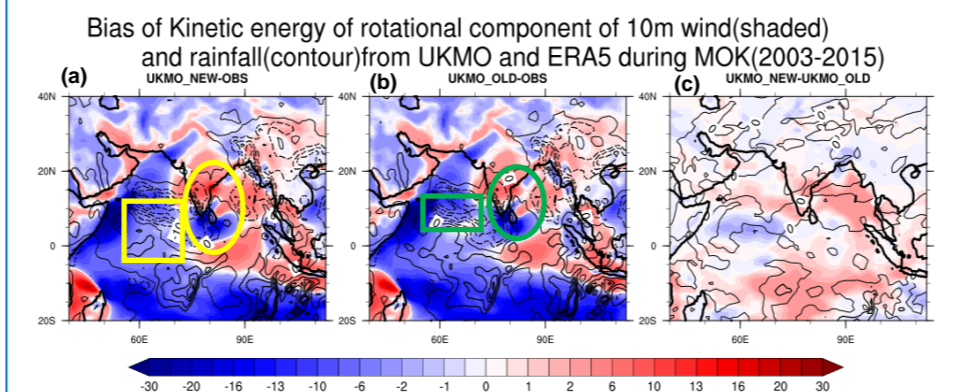 Bias of Kinetic energy of rotational component of 10m wind(shaded)
and rainfall(contour)from UKMO and ERA5 during MOK(2003-2015)
(a) UKMO_NEW-OBS (b) UKMO_OLD-OBS (c) UKMO_NEW-UKMO_OLD
40N 40N 40N
20N 20N 20N
0 0 0
20S 20S 20S
60E 90E 60E 90E 60E 90E
-30 -20 -16 -13 -10 -6 -2 -1 0 1 2 6 10 13 16 20 30